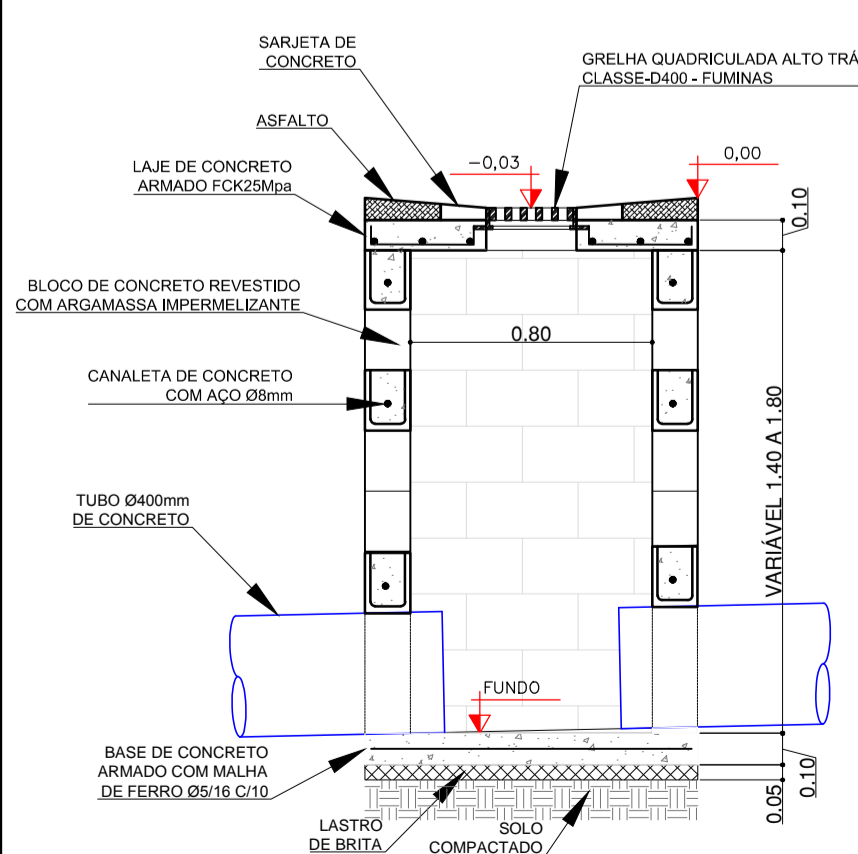 SARJETA DE
CONCRETO
GRELHA QUADRICULADA ALTO TRÁ
CLASSE-D400 - FUMINAS
ASFALTO
-0,03
0,00
LAJE DE CONCRETO
ARMADO FCK25Mpa
0.10
BLOCO DE CONCRETO REVESTIDO
COM ARGAMASSA IMPERMELIZANTE
0.80
CANALETA DE CONCRETO
COM AÇO Ø8mm
VARIÁVEL 1.40 A 1.80
TUBO Ø400mm
DE CONCRETO
FUNDO
BASE DE CONCRETO
ARMADO COM MALHA
DE FERRO Ø5/16 C/10
0.05
0.10
LASTRO
DE BRITA
SOLO
COMPACTADO